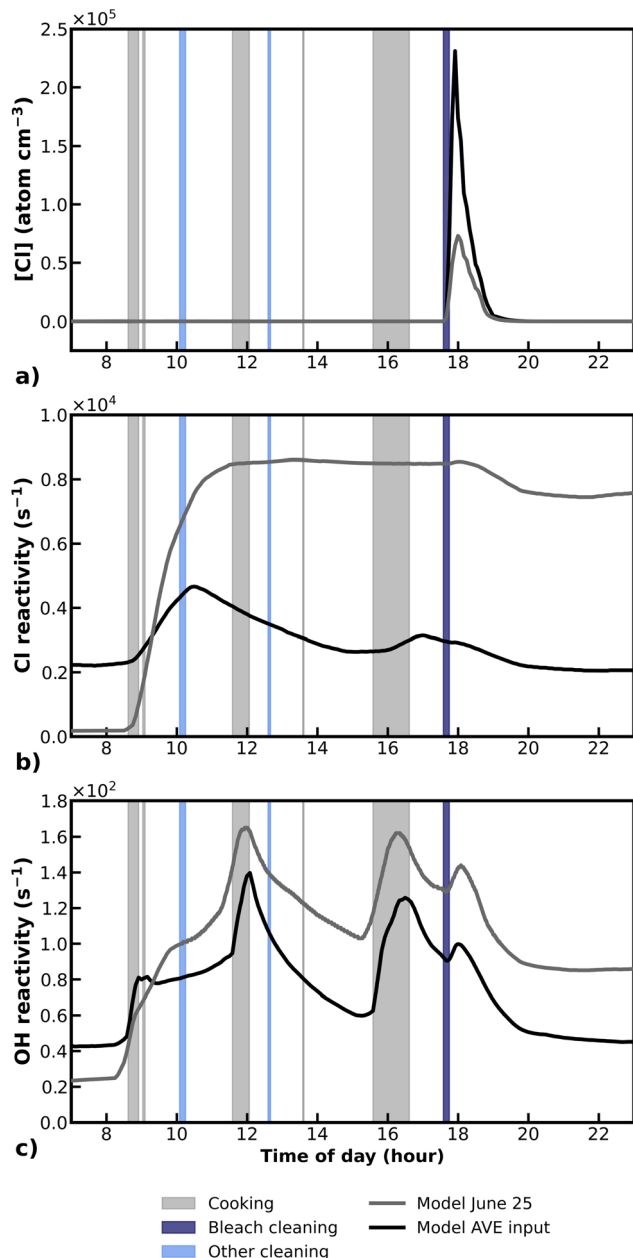 ×10⁵
2.5
2.0
1.5
1.0
0.5
0.0
[Cl] (atom cm⁻³)
8 10 12 14 16 18 20 22
a)
×10⁴
1.0
0.8
0.6
0.4
0.2
0.0
Cl reactivity (s⁻¹)
8 10 12 14 16 18 20 22
b)
×10²
1.8
1.6
1.4
1.2
1.0
0.8
0.6
0.4
0.2
0.0
OH reactivity (s⁻¹)
8 10 12 14 16 18 20 22
c)
Time of day (hour)
Cooking
Bleach cleaning
Other cleaning
Model June 25
Model AVE input